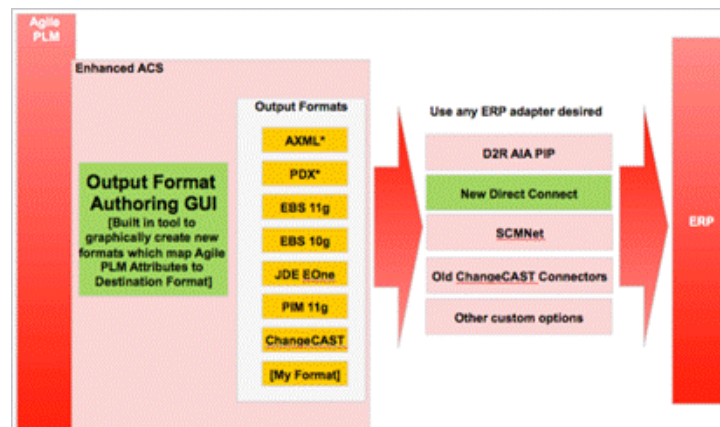 Agile
PLM
Enhanced ACS
Output Format
Authoring GUI
[Built in tool to
graphically create new
formats which map Agile
PLM Attributes to
Destination Format]
Output Formats
AXML*
PDX*
EBS 11g
EBS 10g
JDE EOne
PIM 11g
ChangeCAST
[My Format]
Use any ERP adapter desired
D2R AIA PIP
New Direct Connect
SCMNet
Old ChangeCAST Connectors
Other custom options
ERP